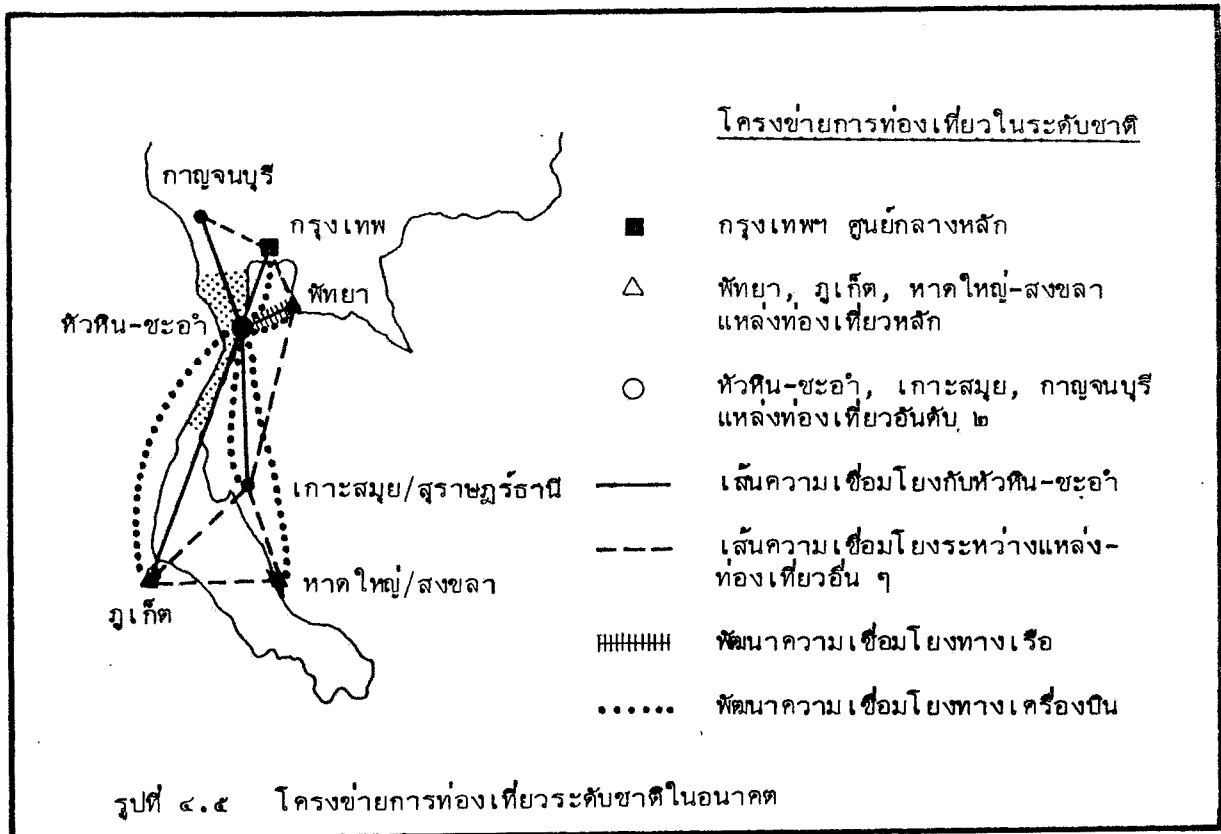 โครงข่ายการท่องเที่ยวในระดับชาติ
กาญจนบุรี
กรุงเทพ
พัทยา
หัวหิน-ชะอำ
เกาะสมุย/สุราษฎร์ธานี
หาดใหญ่/สงขลา
ภูเก็ต
กรุงเทพฯ ศูนย์กลางหลัก
พัทยา, ภูเก็ต, หาดใหญ่-สงขลา
แหล่งท่องเที่ยวหลัก
หัวหิน-ชะอำ, เกาะสมุย, กาญจนบุรี
แหล่งท่องเที่ยวอันดับ ๒
เส้นความเชื่อมโยงกับหัวหิน-ชะอำ
เส้นความเชื่อมโยงระหว่างแหล่ง-
ท่องเที่ยวอื่น ๆ
พัฒนาความเชื่อมโยงทางเรือ
พัฒนาความเชื่อมโยงทางเครื่องบิน
รูปที่ ๔.๕ โครงข่ายการท่องเที่ยวระดับชาติในอนาคต